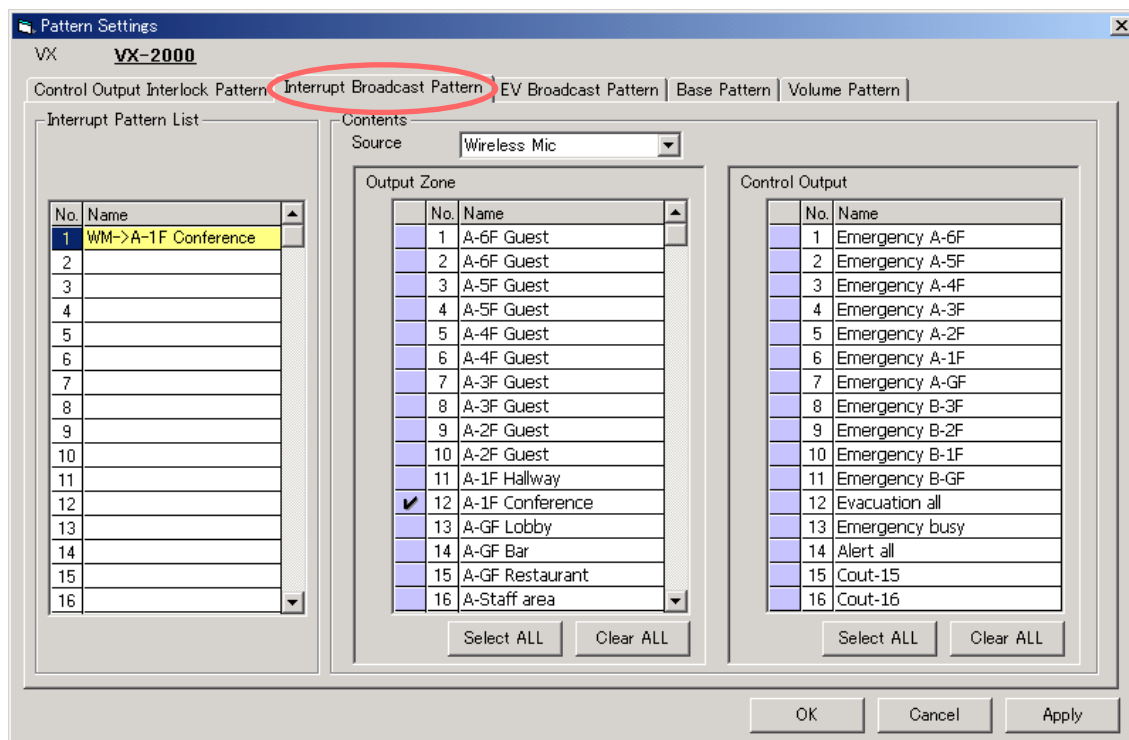 Pattern Settings
VX VX-2000
Control Output Interlock Pattern Interrupt Broadcast Pattern EV Broadcast Pattern Base Pattern Volume Pattern
Interrupt Pattern List
No. Name
1 WM->A-1F Conference
2
3
4
5
6
7
8
9
10
11
12
13
14
15
16
Contents
Source Wireless Mic
Output Zone
No. Name
1 A-6F Guest
2 A-6F Guest
3 A-5F Guest
4 A-5F Guest
5 A-4F Guest
6 A-4F Guest
7 A-3F Guest
8 A-3F Guest
9 A-2F Guest
10 A-2F Guest
11 A-1F Hallway
12 A-1F Conference
13 A-GF Lobby
14 A-GF Bar
15 A-GF Restaurant
16 A-Staff area
Select ALL Clear ALL
Control Output
No. Name
1 Emergency A-6F
2 Emergency A-5F
3 Emergency A-4F
4 Emergency A-3F
5 Emergency A-2F
6 Emergency A-1F
7 Emergency A-GF
8 Emergency B-3F
9 Emergency B-2F
10 Emergency B-1F
11 Emergency B-GF
12 Evacuation all
13 Emergency busy
14 Alert all
15 Cout-15
16 Cout-16
Select ALL Clear ALL
OK Cancel Apply